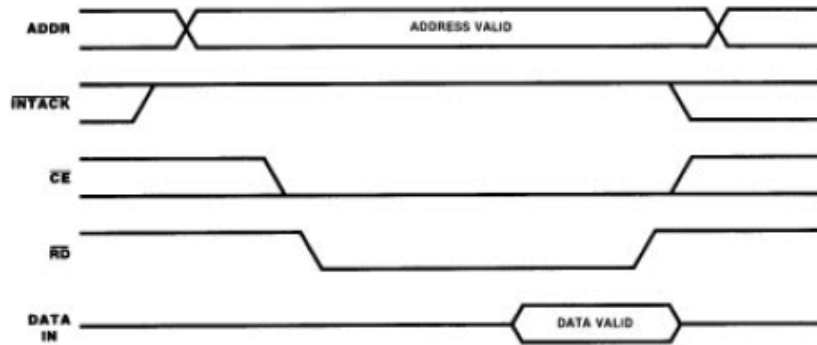 ADDR
ADDRESS VALID
INTACK
CE
RD
DATA
IN
DATA VALID